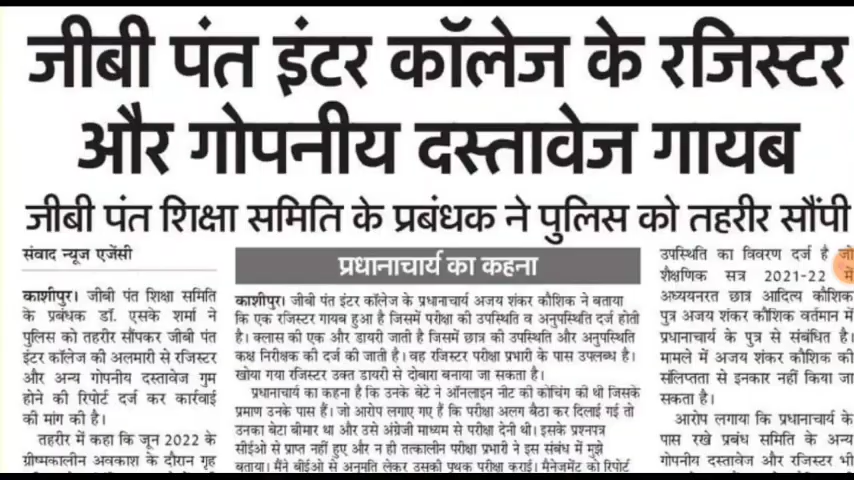 जीबी पंत इंटर कॉलेज के रजिस्टर
और गोपनीय दस्तावेज गायब
जीबी पंत शिक्षा समिति के प्रबंधक ने पुलिस को तहरीर सौंपी
संवाद न्यूज एजेंसी
काशीपुर। जीबी पंत शिक्षा समिति
के प्रबंधक डॉ. एसके शर्मा ने
पुलिस को तहरीर सौंपकर जीबी पंत
इंटर कॉलेज की अलमारी से रजिस्टर
और अन्य गोपनीय दस्तावेज गुम
होने की रिपोर्ट दर्ज कर कार्रवाई
की मांग की है।
तहरीर में कहा कि जून 2022 के
ग्रीष्मकालीन अवकाश के दौरान गृह
प्रधानाचार्य का कहना
काशीपुर। जीबी पंत इंटर कॉलेज के प्रधानाचार्य अजय शंकर कौशिक ने बताया
कि एक रजिस्टर गायब हुआ है जिसमें परीक्षा की उपस्थिति व अनुपस्थिति दर्ज होती
है। क्लास की एक और डायरी जाती है जिसमें छात्र की उपस्थिति और अनुपस्थिति
कक्ष निरीक्षक की दर्ज की जाती है। वह रजिस्टर परीक्षा प्रभारी के पास उपलब्ध है।
खोया गया रजिस्टर उक्त डायरी से दोबारा बनाया जा सकता है।
प्रधानाचार्य का कहना है कि उनके बेटे ने ऑनलाइन नीट की कोचिंग की थी जिसके
प्रमाण उनके पास हैं। जो आरोप लगाए गए हैं कि परीक्षा अलग बैठा कर दिलाई गई तो
उनका बेटा बीमार था और उसे अंग्रेजी माध्यम से परीक्षा देनी थी। इसके प्रश्नपत्र
सीईओ से प्राप्त नहीं हुए और न ही तत्कालीन परीक्षा प्रभारी ने इस संबंध में मुझे
बताया। मैंने बीईओ से अनुमति लेकर उसकी पृथक परीक्षा कराई। मैनेजमेंट को रिपोर्ट
उपस्थिति का विवरण दर्ज है जो
शैक्षणिक सत्र 2021-22 में
अध्ययनरत छात्र आदित्य कौशिक
पुत्र अजय शंकर कौशिक वर्तमान में
प्रधानाचार्य के पुत्र से संबंधित है।
मामले में अजय शंकर कौशिक की
संलिप्तता से इनकार नहीं किया जा
सकता है।
आरोप लगाया कि प्रधानाचार्य के
पास रखे प्रबंध समिति के अन्य
गोपनीय दस्तावेज और रजिस्टर भी